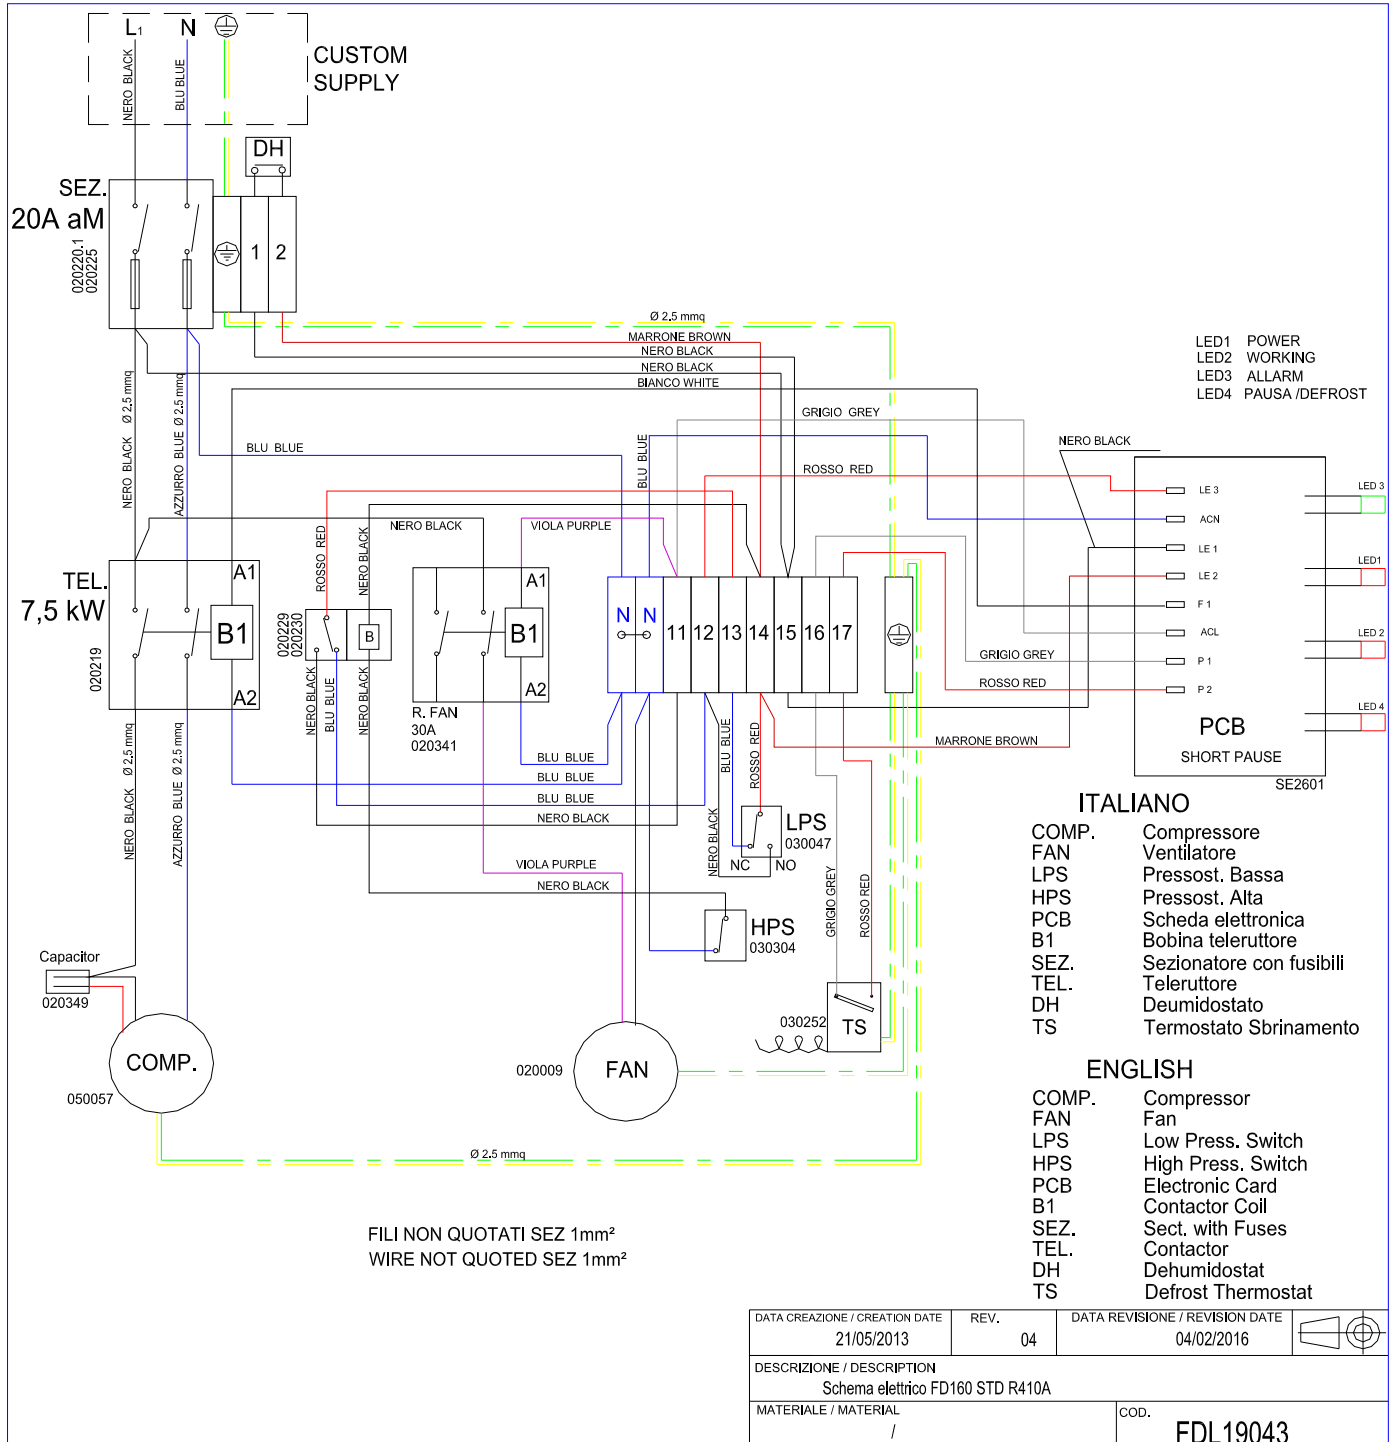 L1 N
CUSTOM
SUPPLY
NERO BLACK
BLU BLUE
DH
SEZ.
20A aM
020220.1
020225
1 2
Ø 2.5 mmq
MARRONE BROWN
NERO BLACK
NERO BLACK
BIANCO WHITE
LED1 POWER
LED2 WORKING
LED3 ALLARM
LED4 PAUSA /DEFROST
NERO BLACK Ø 2.5 mmq
AZZURRO BLUE Ø 2.5 mmq
GRIGIO GREY
BLU BLUE
BLU BLUE
ROSSO RED
NERO BLACK
LE 3
ACN
LE 1
LE 2
F 1
ACL
P 1
P 2
PCB
SHORT PAUSE
SE2601
LED 3
LED1
LED 2
LED 4
NERO BLACK
VIOLA PURPLE
ROSSO RED
NERO BLACK
TEL.
7,5 kW
020219
A1
B1
A2
020229
020230
B
A1
B1
A2
R. FAN
30A
020341
N N 11 12 13 14 15 16 17
GRIGIO GREY
ROSSO RED
MARRONE BROWN
NERO BLACK
BLU BLUE
NERO BLACK
NERO BLACK Ø 2.5 mmq
AZZURRO BLUE Ø 2.5 mmq
BLU BLUE
BLU BLUE
BLU BLUE
NERO BLACK
NERO BLACK
BLU BLUE
ROSSO RED
LPS
030047
NC NO
VIOLA PURPLE
NERO BLACK
HPS
030304
GRIGIO GREY
ROSSO RED
Capacitor
020349
COMP.
050057
020009
FAN
030252
TS
Ø 2.5 mmq
ITALIANO
COMP. Compressore
FAN Ventilatore
LPS Pressost. Bassa
HPS Pressost. Alta
PCB Scheda elettronica
B1 Bobina teleruttore
SEZ. Sezionatore con fusibili
TEL. Teleruttore
DH Deumidostato
TS Termostato Sbrinamento
ENGLISH
COMP. Compressor
FAN Fan
LPS Low Press. Switch
HPS High Press. Switch
PCB Electronic Card
B1 Contactor Coil
SEZ. Sect. with Fuses
TEL. Contactor
DH Dehumidostat
TS Defrost Thermostat
FILI NON QUOTATI SEZ 1mm²
WIRE NOT QUOTED SEZ 1mm²
DATA CREAZIONE / CREATION DATE
21/05/2013
REV.
04
DATA REVISIONE / REVISION DATE
04/02/2016
DESCRIZIONE / DESCRIPTION
Schema elettrico FD160 STD R410A
MATERIALE / MATERIAL
/
COD.
FDL19043